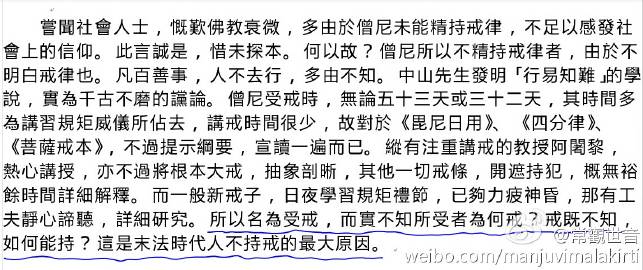 嘗聞社會人士，慨歎佛教衰微，多由於僧尼未能精持戒律，不足以感發社
會上的信仰。此言誠是，惜未探本。何以故？僧尼所以不精持戒律者，由於不
明白戒律也。凡百善事，人不去行，多由不知。中山先生發明「行易知難」的學
說，實為千古不磨的讜論。僧尼受戒時，無論五十三天或三十二天，其時間多
為講習規矩威儀所佔去，講戒時間很少，故對於《毘尼日用》、《四分律》、
《菩薩戒本》，不過提示綱要，宣讀一遍而已。縱有注重講戒的教授阿闍黎，
熱心講授，亦不過將根本大戒，抽象剖晰，其他一切戒條，開遮持犯，概無裕
餘時間詳細解釋。而一般新戒子，日夜學習規矩禮節，已夠力疲神昏，那有工
夫靜心諦聽，詳細研究。所以名為受戒，而實不知所受者為何戒？戒既不知，
如何能持？這是末法時代人不持戒的最大原因。
@常觀世音
weibo.com/manjuvimalakirti